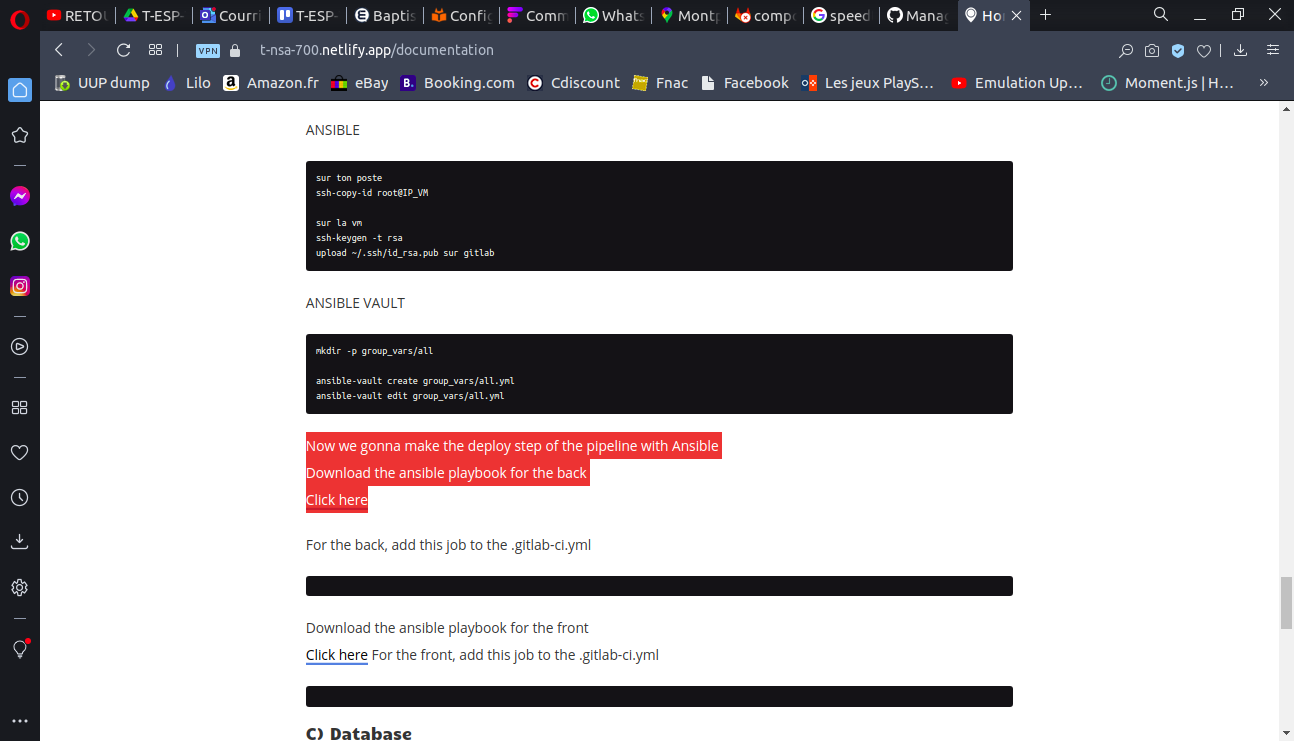 RETOU
T-ESP-
Courri
T-ESP-
Baptis
Config
Comm
Whats
Montp
compo
speed
Mana
Ho
VPN
t-nsa-700.netlify.app/documentation
UUP dump
Lilo
Amazon.fr
eBay
Booking.com
Cdiscount
Fnac
Facebook
Les jeux PlayS...
Emulation Up...
Moment.js | H...
ANSIBLE
sur ton poste
ssh-copy-id root@IP_VM
sur la vm
ssh-keygen -t rsa
upload ~/.ssh/id_rsa.pub sur gitlab
ANSIBLE VAULT
mkdir -p group_vars/all
ansible-vault create group_vars/all.yml
ansible-vault edit group_vars/all.yml
Now we gonna make the deploy step of the pipeline with Ansible
Download the ansible playbook for the back
Click here
For the back, add this job to the .gitlab-ci.yml
Download the ansible playbook for the front
Click here For the front, add this job to the .gitlab-ci.yml
C) Database